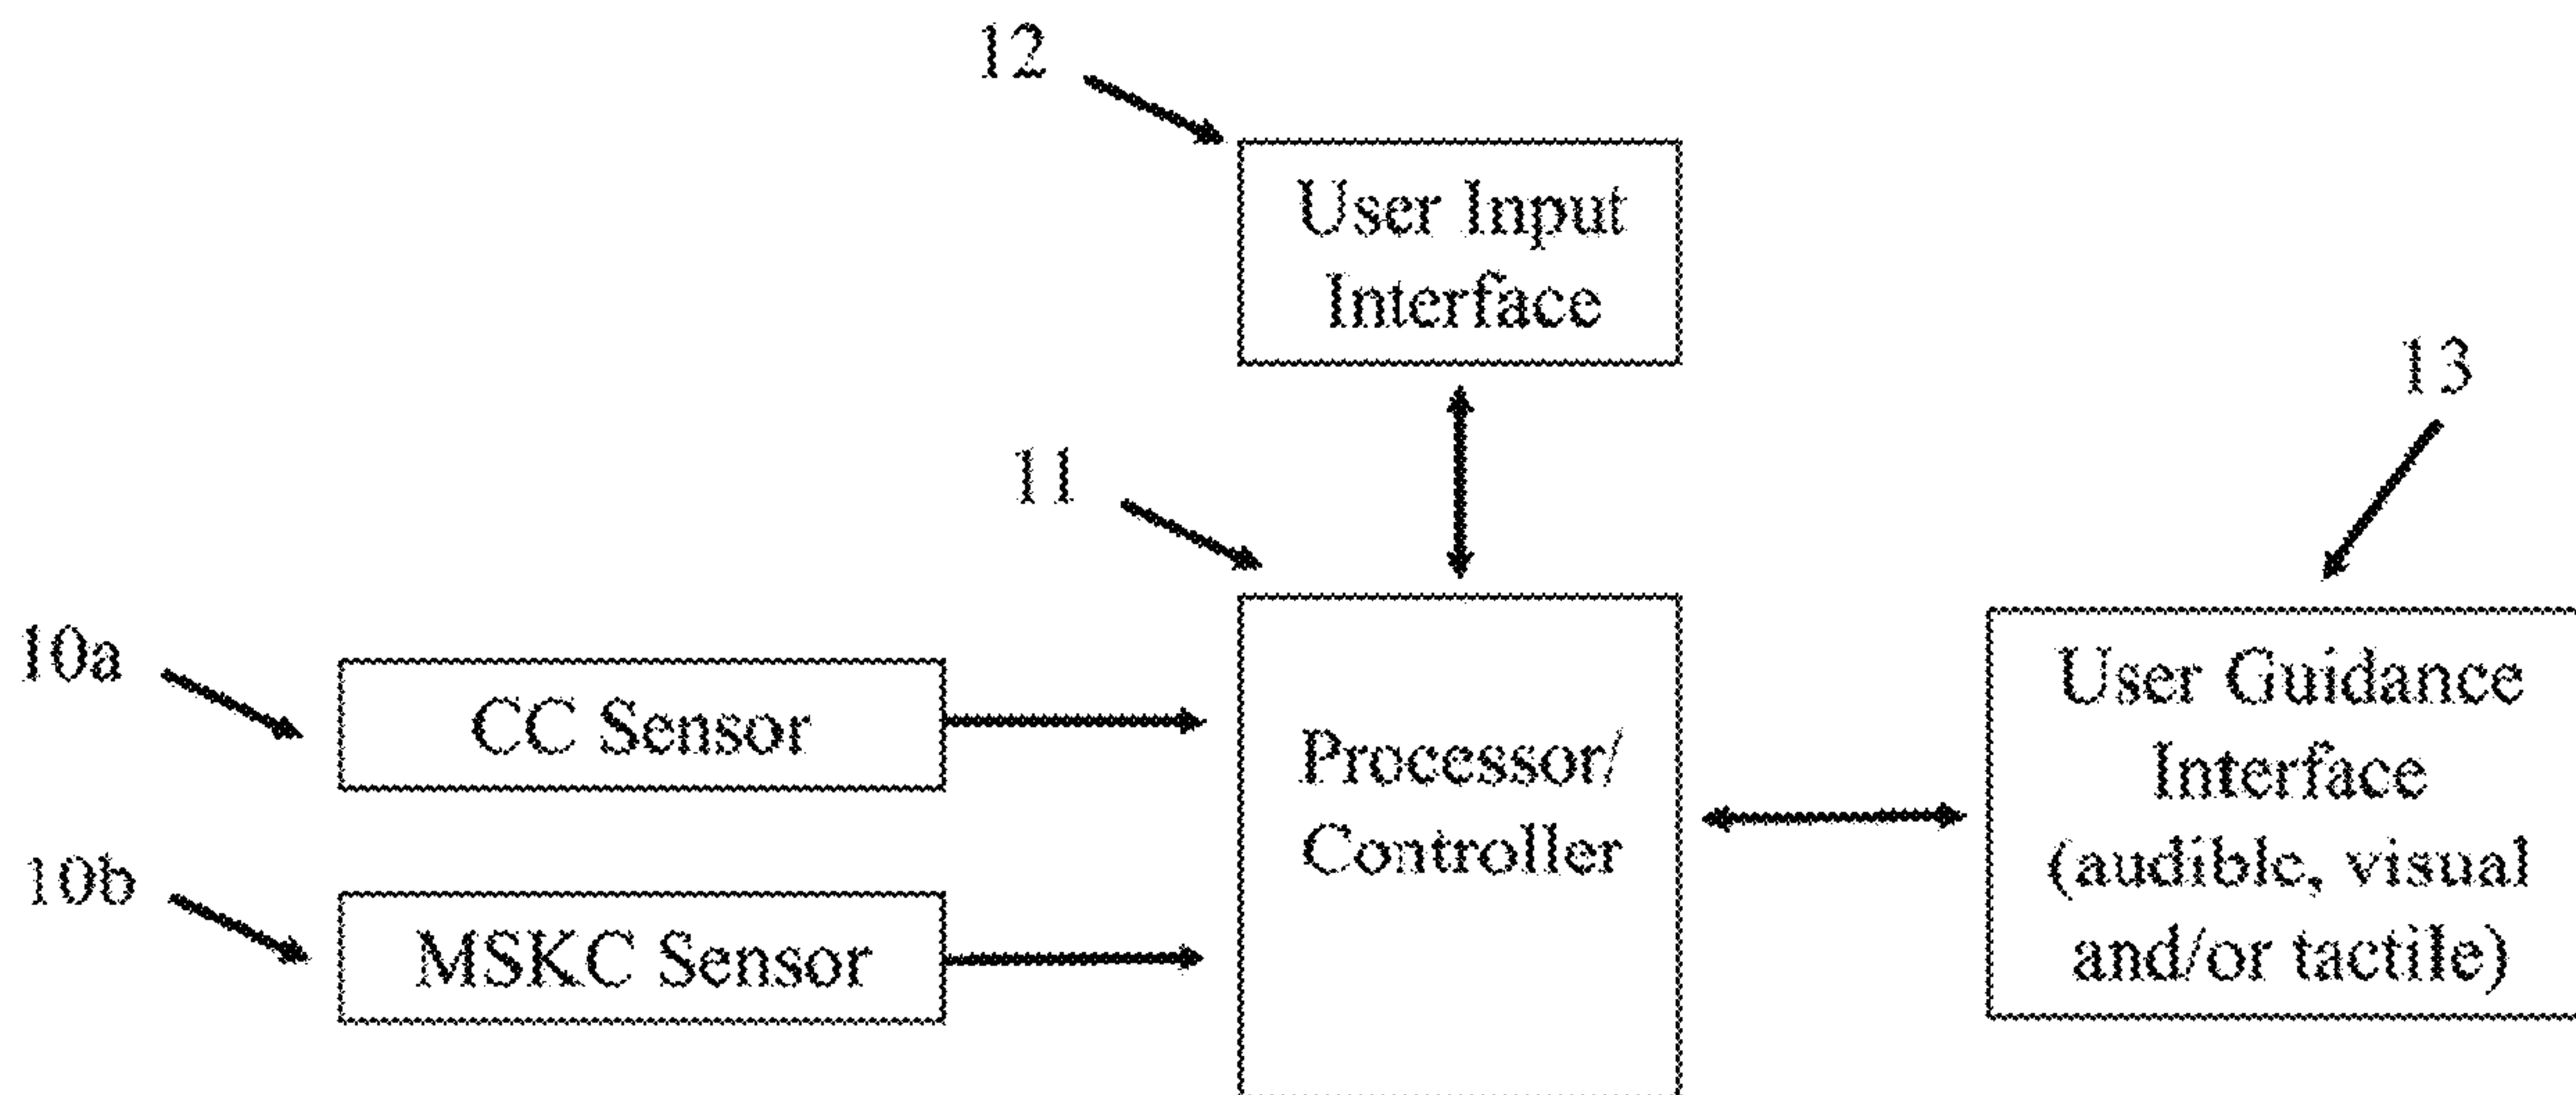 12
User Input
Interface
13
11
10a
CC Sensor
Processor/
Controller
User Guidance
Interface
(audible, visual
and/or tactile)
10b
MSKC Sensor